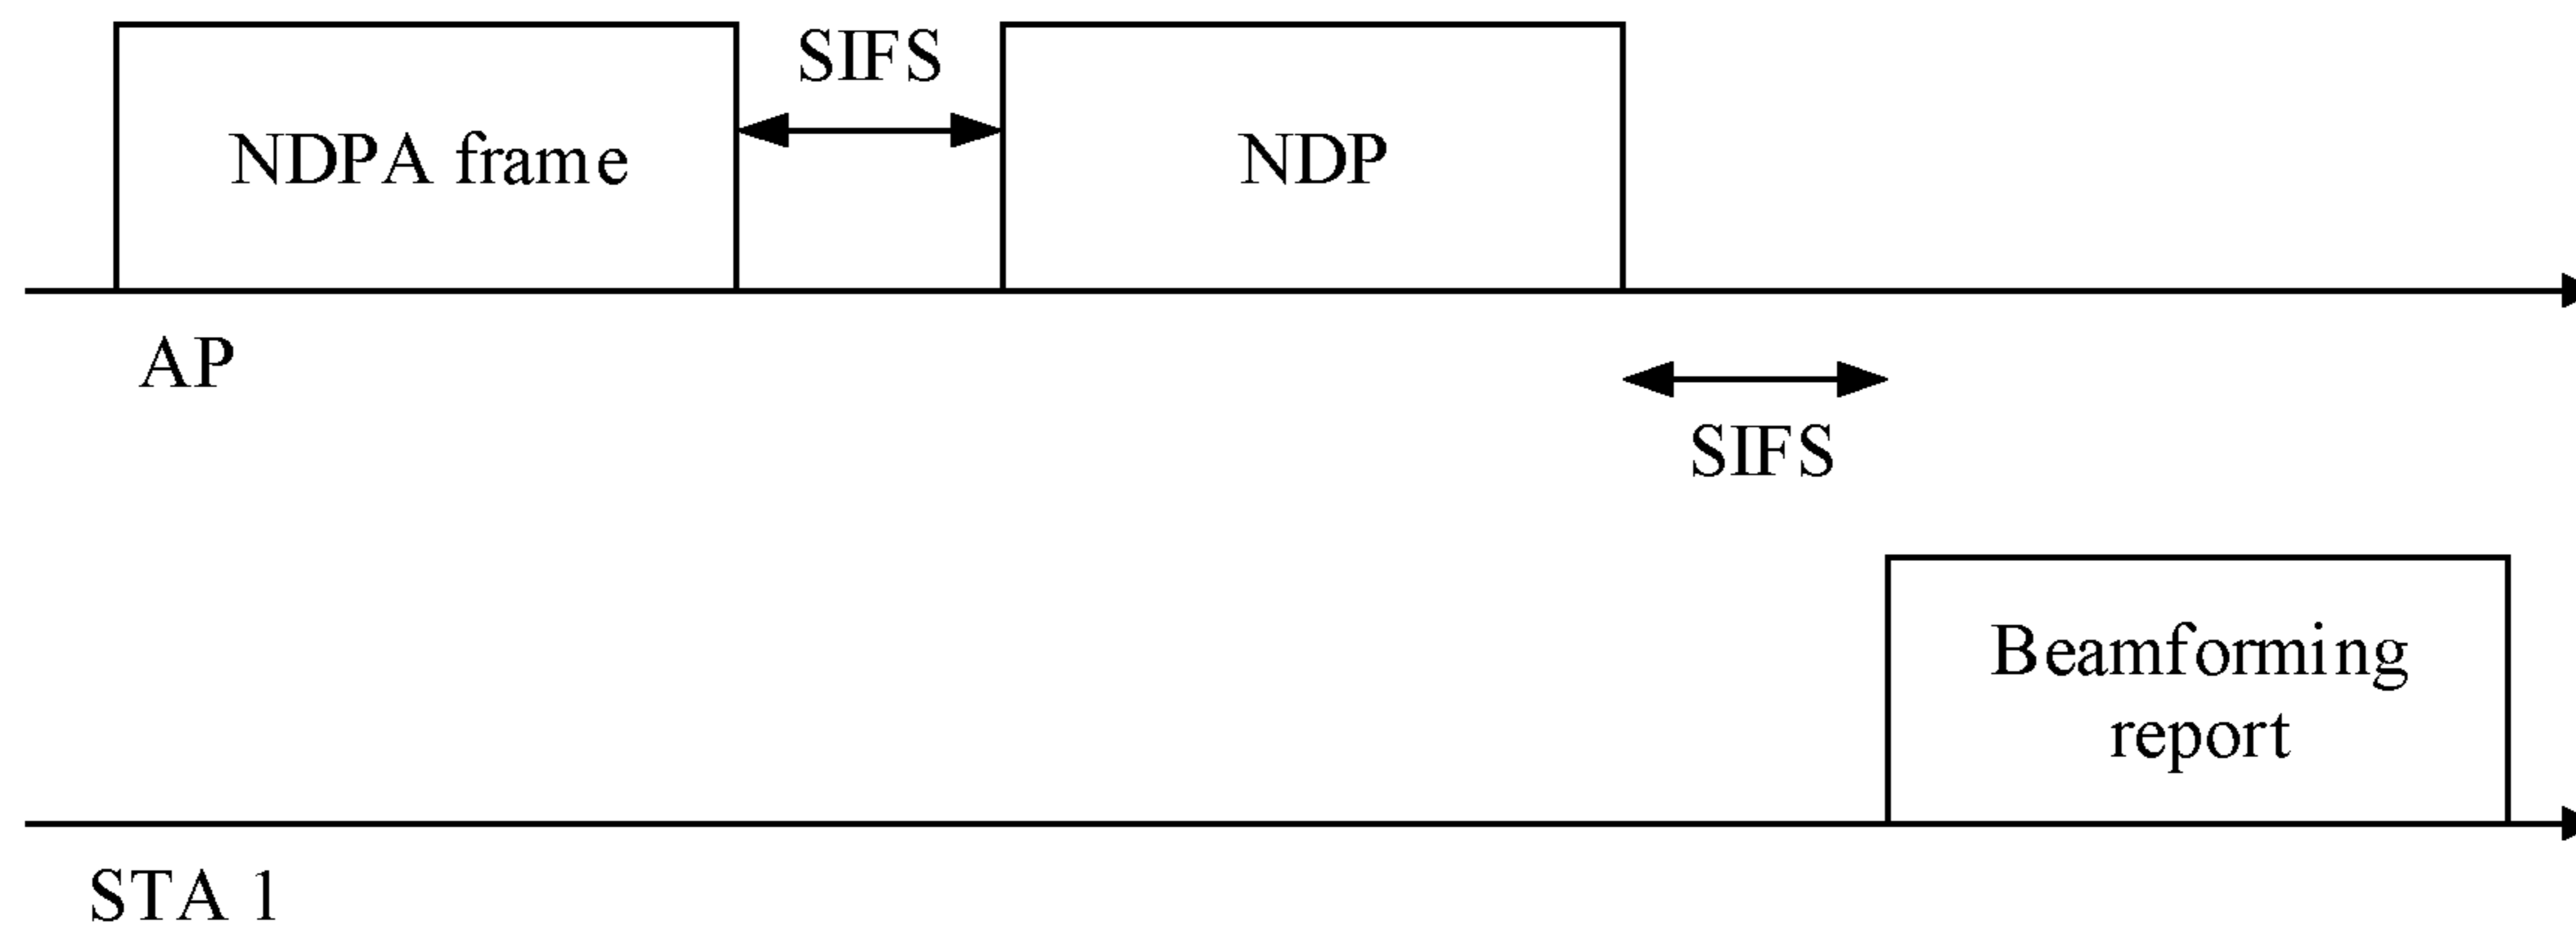 SIFS
NDPA frame
NDP
AP
SIFS
Beamforming
report
STA 1